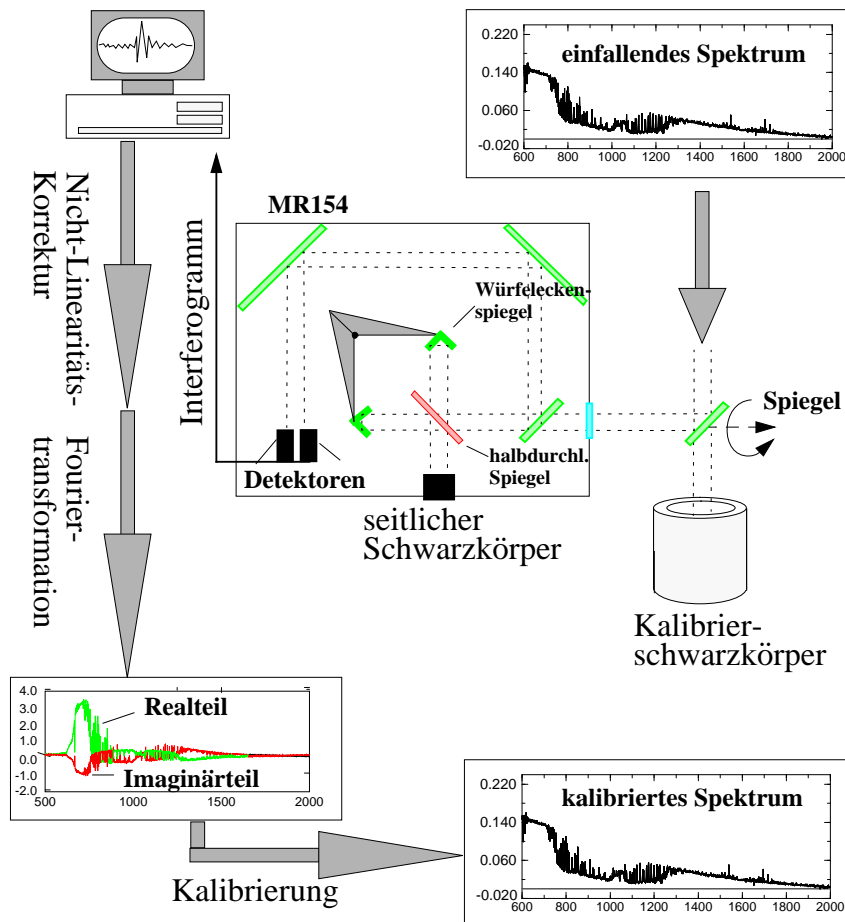 0.220
0.140
0.060
-0.020
einfallendes Spektrum
600 800 1000 1200 1400 1600 1800 2000
Nicht-Linearitäts-
Korrektur
Interferogramm
MR154
Würfelecken-
spiegel
Spiegel
halbdurchl.
Spiegel
Detektoren
seitlicher
Schwarzkörper
Fourier-
transformation
Kalibrier-
schwarzkörper
4.0
3.0
2.0
1.0
0.0
-1.0
-2.0
Realteil
Imaginärteil
500 1000 1500 2000
Kalibrierung
0.220
0.140
0.060
-0.020
kalibriertes Spektrum
600 800 1000 1200 1400 1600 1800 2000